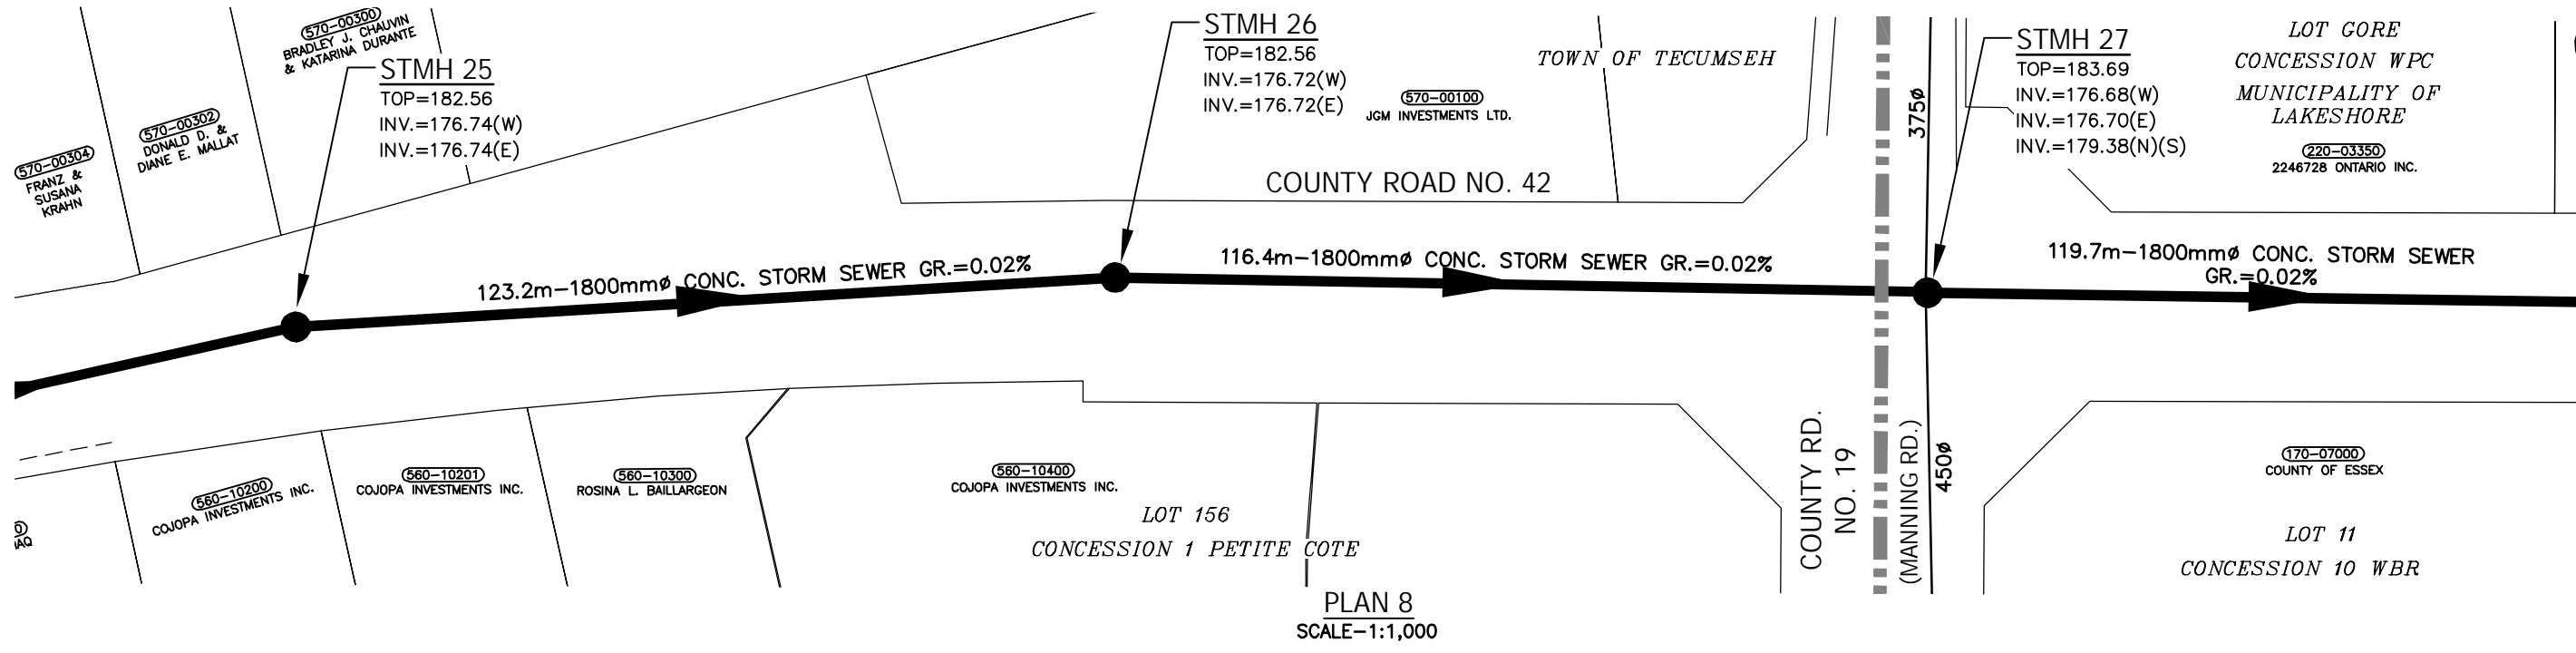 570-00300
BRADLEY J. CHAUVIN
& KATARINA DURANTE
570-00302
DONALD D. &
DIANE E. MALLAT
570-00304
FRANZ &
SUSANA
KRAHN
STMH 25
TOP=182.56
INV.=176.74(W)
INV.=176.74(E)
STMH 26
TOP=182.56
INV.=176.72(W)
INV.=176.72(E)
570-00100
JGM INVESTMENTS LTD.
TOWN OF TECUMSEH
COUNTY ROAD NO. 42
375ø
STMH 27
TOP=183.69
INV.=176.68(W)
INV.=176.70(E)
INV.=179.38(N)(S)
LOT GORE
CONCESSION WPC
MUNICIPALITY OF
LAKESHORE
220-03350
2246728 ONTARIO INC.
123.2m-1800mmø CONC. STORM SEWER GR.=0.02%
116.4m-1800mmø CONC. STORM SEWER GR.=0.02%
119.7m-1800mmø CONC. STORM SEWER
GR.=0.02%
560-10200
COJOPA INVESTMENTS INC.
560-10201
COJOPA INVESTMENTS INC.
560-10300
ROSINA L. BAILLARGEON
560-10400
COJOPA INVESTMENTS INC.
LOT 156
CONCESSION 1 PETITE COTE
COUNTY RD.
NO. 19
(MANNING RD.)
450ø
170-07000
COUNTY OF ESSEX
LOT 11
CONCESSION 10 WBR
PLAN 8
SCALE-1:1,000